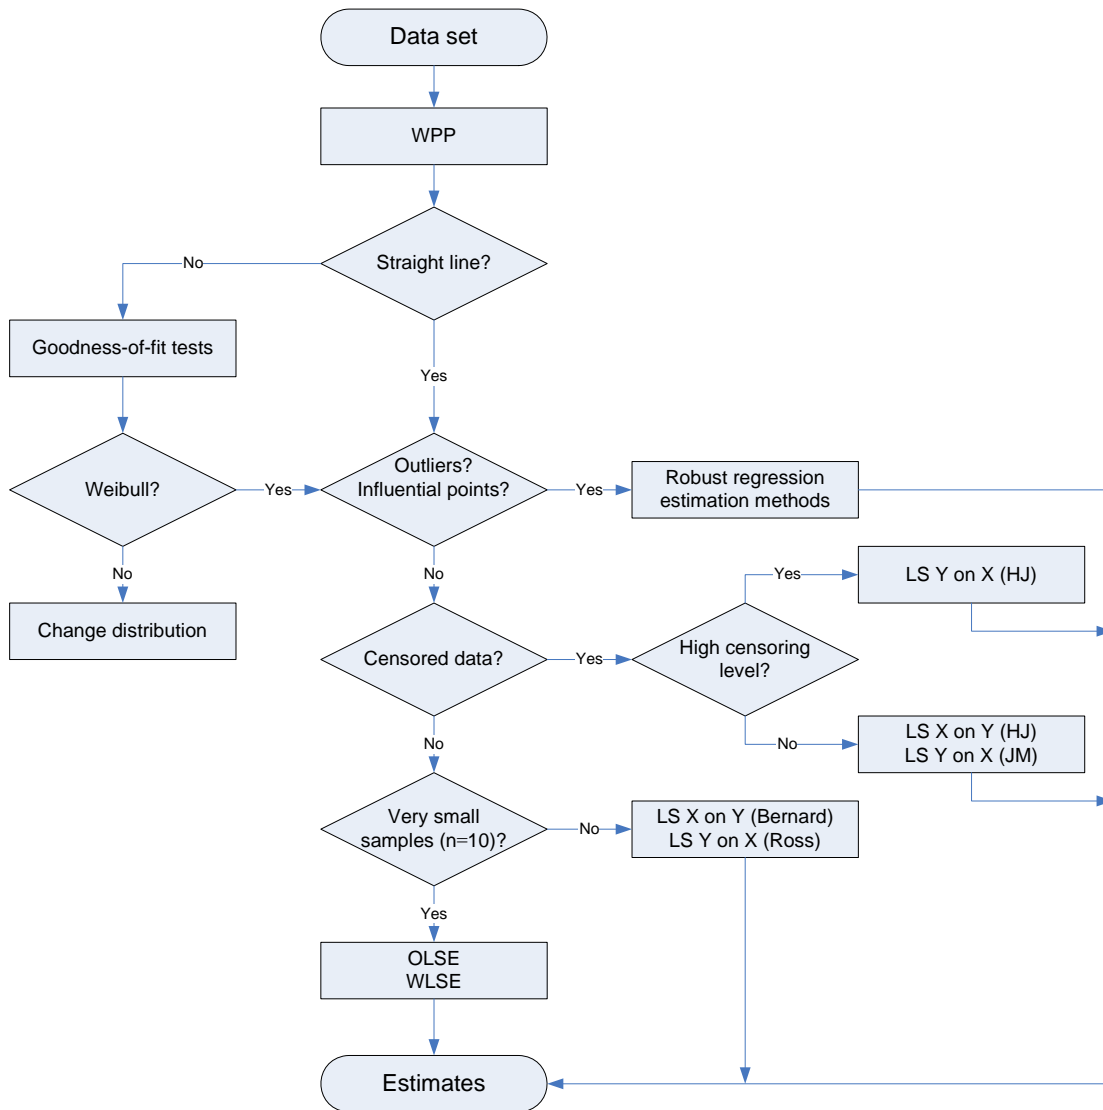 Data set
WPP
Straight line?
No
Goodness-of-fit tests
Yes
Weibull?
Yes
Outliers?
Influential points?
Yes
Robust regression
estimation methods
No
Change distribution
No
Censored data?
Yes
High censoring
level?
Yes
LS Y on X (HJ)
No
LS X on Y (HJ)
LS Y on X (JM)
No
Very small
samples (n=10)?
No
LS X on Y (Bernard)
LS Y on X (Ross)
Yes
OLSE
WLSE
Estimates